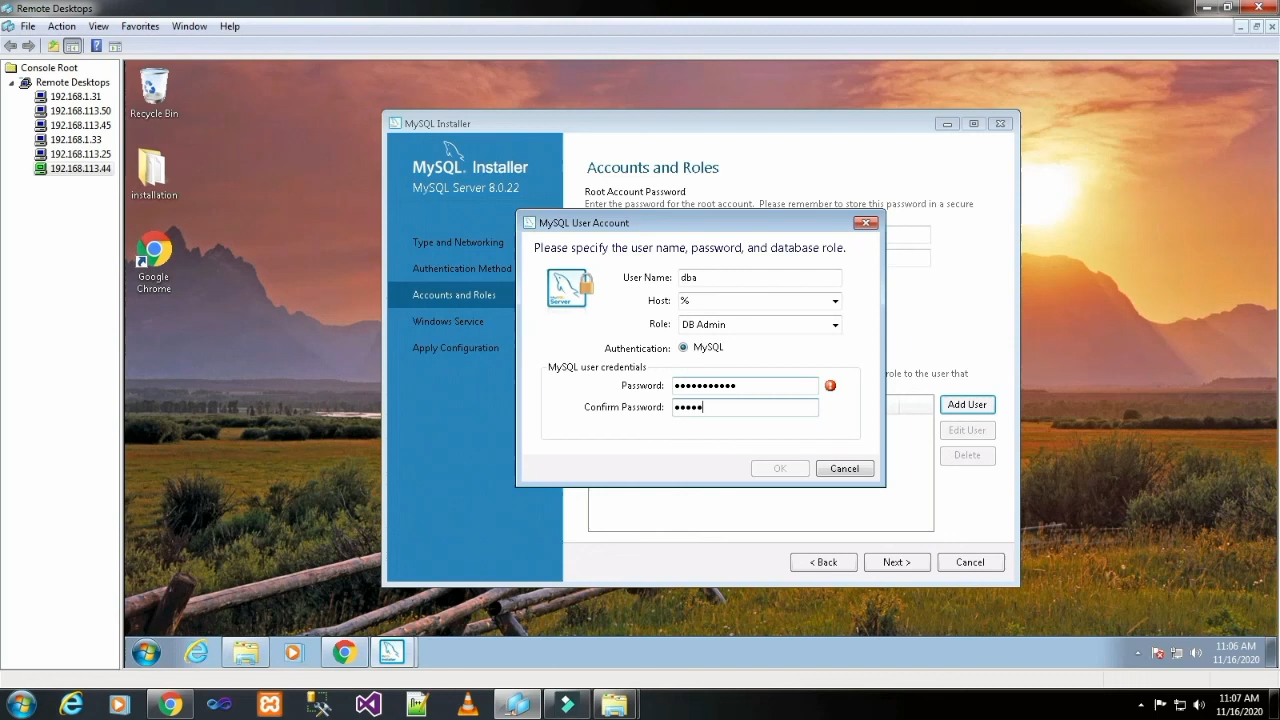 Remote Desktops
File Action View Favorites Window Help
Console Root
Remote Desktops
192.168.1.31
192.168.113.50
192.168.113.45
192.168.1.33
192.168.113.25
192.168.113.44
Recycle Bin
installation
Google
Chrome
MySQL Installer
MySQL. Installer
MySQL Server 8.0.22
Type and Networking
Authentication Method
Accounts and Roles
Windows Service
Apply Configuration
Accounts and Roles
Root Account Password
Enter the password for the root account. Please remember to store this password in a secure
MySQL User Account
Please specify the user name, password, and database role.
Server
User Name: dba
Host: %
Role: DB Admin
Authentication: MySQL
MySQL user credentials
Password: •••••••••••
Confirm Password: •••••
OK Cancel
role to the user that
Add User
Edit User
Delete
< Back Next > Cancel
11:06 AM
11/16/2020
11:07 AM
11/16/2020